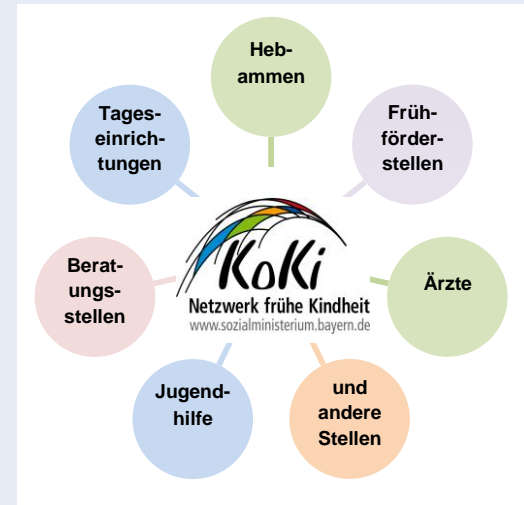 Heb-
ammen
Früh-
förder-
stellen
Ärzte
und
andere
Stellen
Jugend-
hilfe
Berat-
ungs-
stellen
Tages-
einrich-
tungen
KoKi
Netzwerk frühe Kindheit
www.sozialministerium.bayern.de